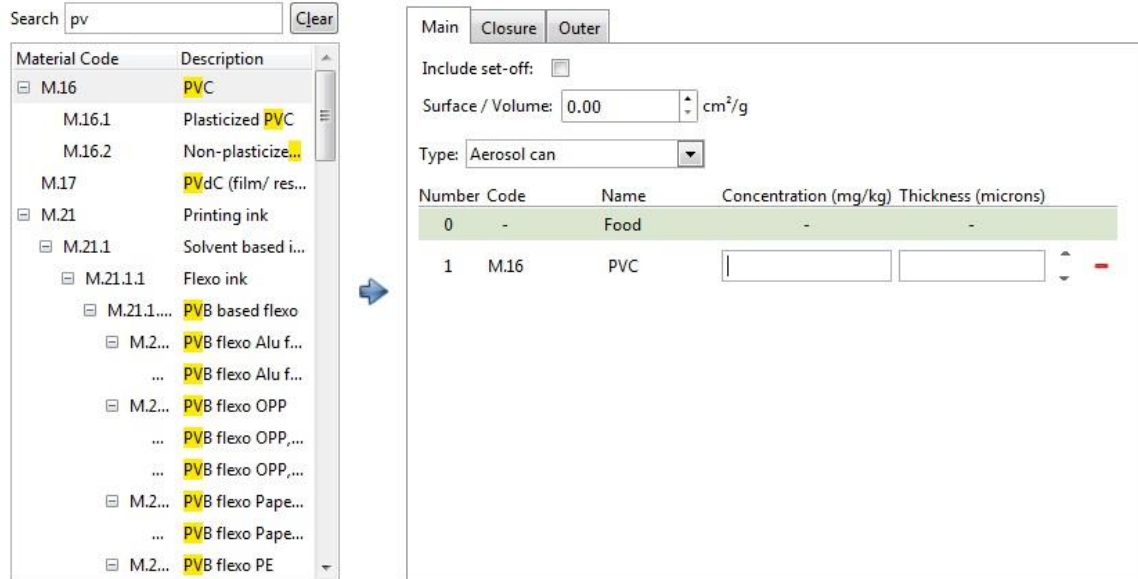 Search pv Clear
Material Code Description
M.16 PVC
M.16.1 Plasticized PVC
M.16.2 Non-plasticize...
M.17 PVdC (film/ res...
M.21 Printing ink
M.21.1 Solvent based i...
M.21.1.1 Flexo ink
M.21.1.... PVB based flexo
M.2... PVB flexo Alu f...
... PVB flexo Alu f...
M.2... PVB flexo OPP
... PVB flexo OPP,...
... PVB flexo OPP,...
M.2... PVB flexo Pape...
... PVB flexo Pape...
M.2... PVB flexo PE
Main Closure Outer
Include set-off:
Surface / Volume: 0.00 cm²/g
Type: Aerosol can
Number Code Name Concentration (mg/kg) Thickness (microns)
0 - Food - -
1 M.16 PVC